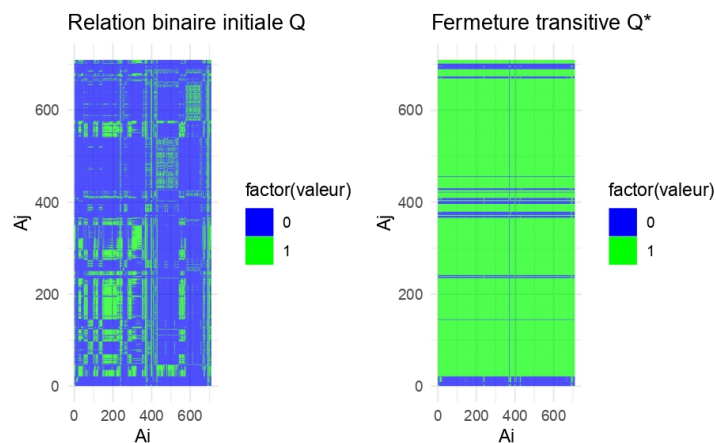 Relation binaire initiale Q
Aj
600
400
200
0
0 200 400 600
Ai
factor(valeur)
0
1
Fermeture transitive Q*
Aj
600
400
200
0
0 200 400 600
Ai
factor(valeur)
0
1